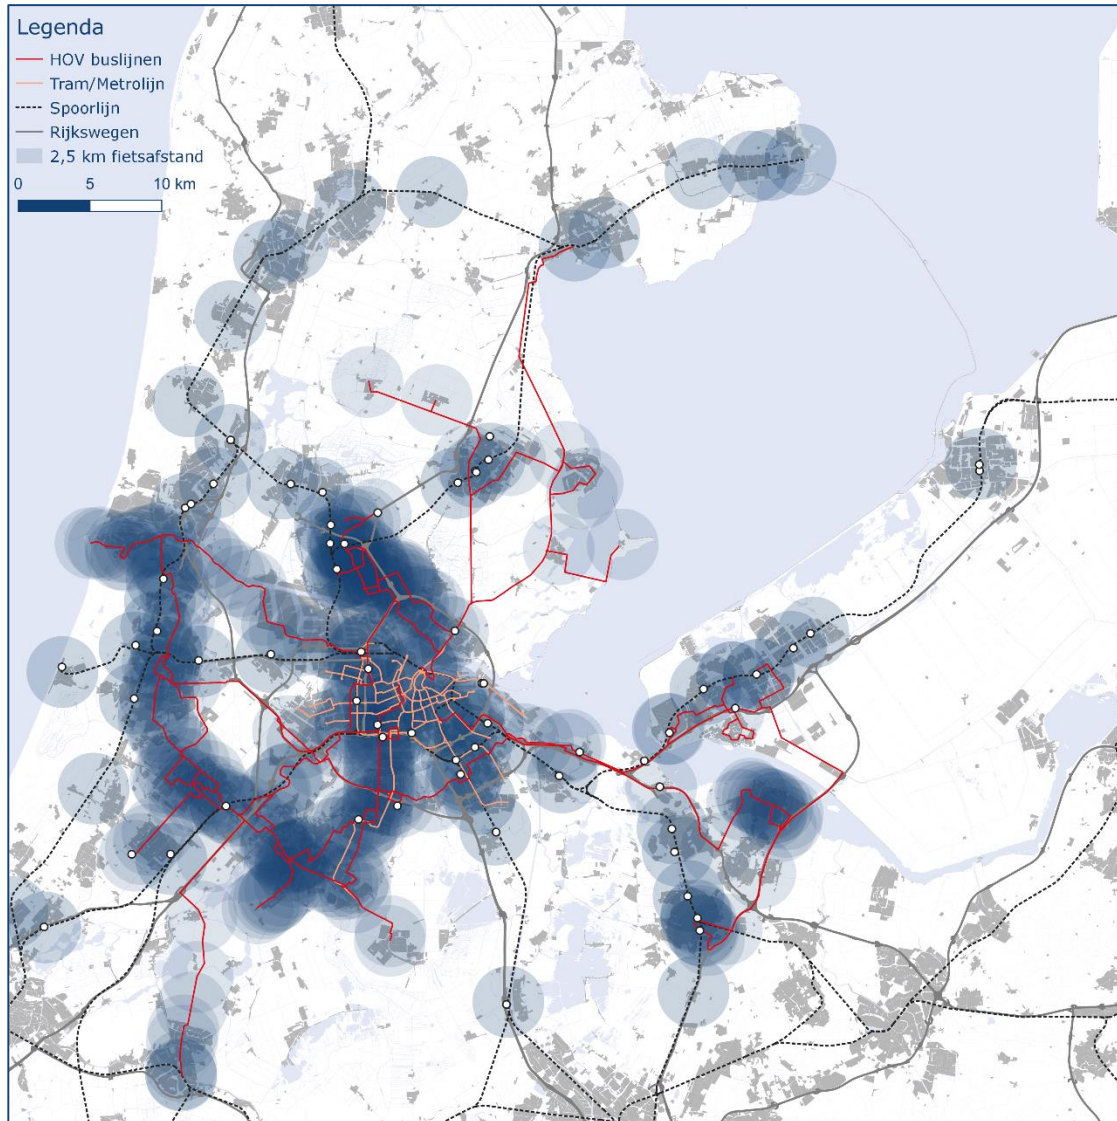 Legenda
HOV buslijnen
Tram/Metrolijn
Spoorlijn
Rijkswegen
2,5 km fietsafstand
0 5 10 km